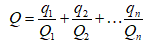 Q = q₁/Q₁ + q₂/Q₂ + … qₙ/Qₙ